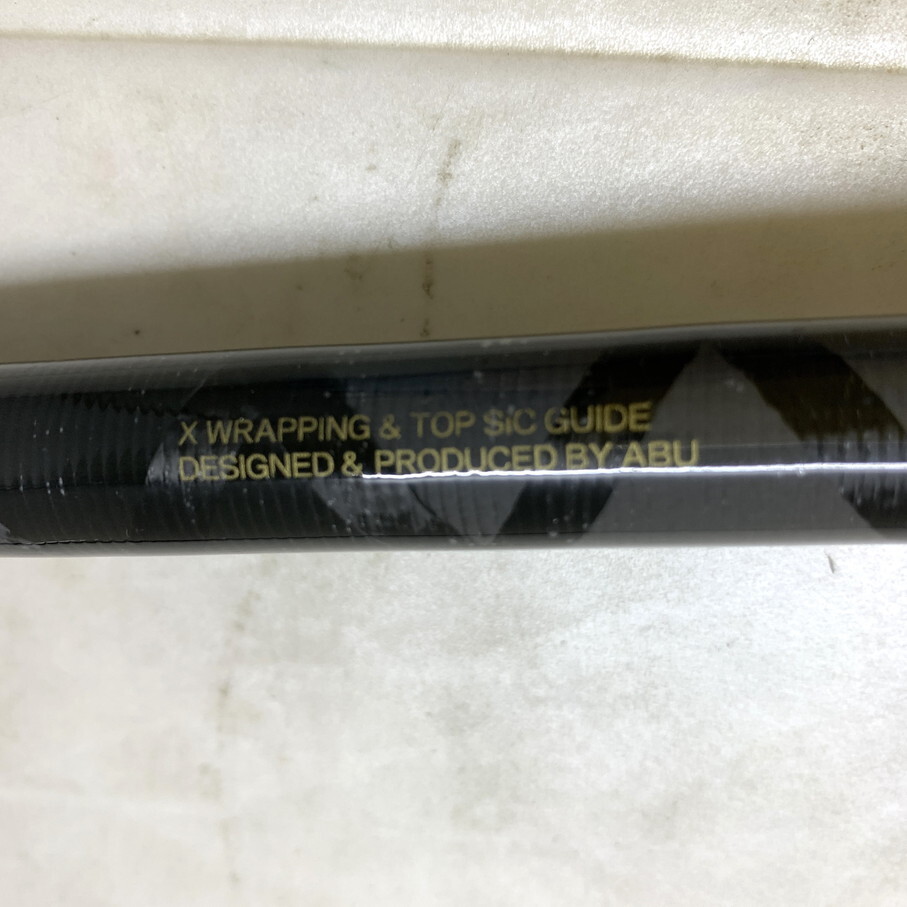 X WRAPPING & TOP SiC GUIDE
DESIGNED & PRODUCED BY ABU